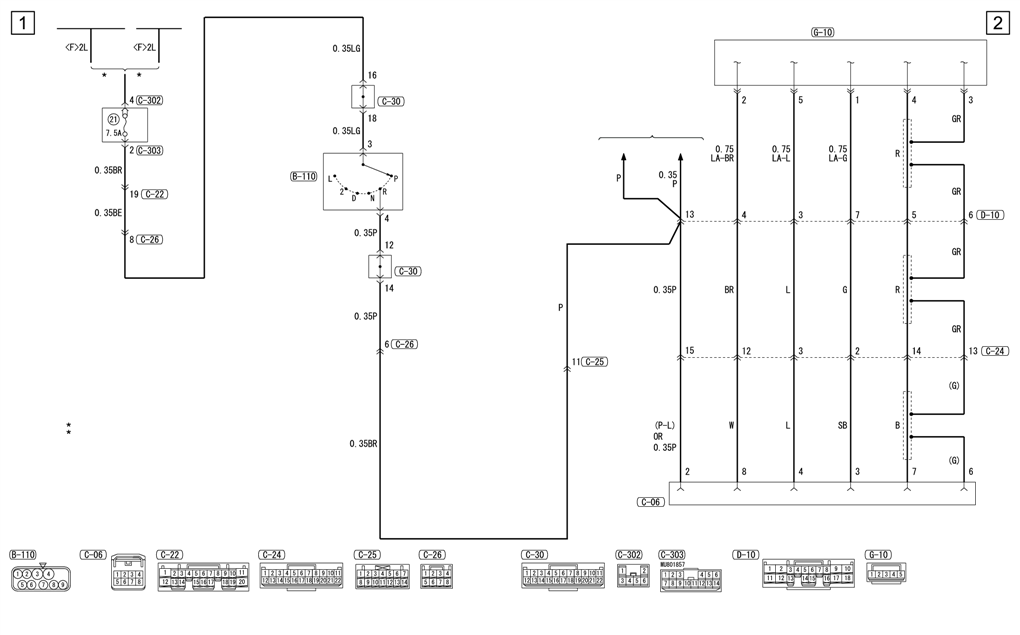 1
2
<F>2L
<F>2L
*
*
4 C-302
21
7.5A
2 C-303
0.35BR
19 C-22
0.35BE
8 C-26
*
*
0.35LG
16
C-30
18
0.35LG
3
B-110
L
2
D
N
R
P
4
0.35P
12
C-30
14
0.35P
6 C-26
0.35BR
P
11 C-25
G-10
2 5 1 4 3
P
0.35
P
0.75
LA-BR
0.75
LA-L
0.75
LA-G
R
GR
GR
13 4 3 7 5 6 D-10
GR
0.35P BR L G R
GR
15 12 3 2 14 13 C-24
(G)
(P-L)
OR
0.35P
W L SB B
(G)
2 8 4 3 7 6
C-06
B-110 C-06 C-22 C-24 C-25 C-26 C-30 C-302 C-303 D-10 G-10
MU801857
1 2 3 4
5 6 7 8 9
1 2 3 4
5 6 7 8
1 2 3 4 5 6 7 8 9 10 11
12 13 14 15 16 17 18 19 20
1 2 3 4 5 6 7 8 9 10 11
12 13 14 15 16 17 18 19 20 21 22
1 2 3 4 5 6
7 8 9 10 11 12 13 14
1 2 3 4
5 6 7 8
1 2 3 4 5 6 7 8 9 10 11
12 13 14 15 16 17 18 19 20 21 22
1 2
3 4 5 6
1 2 3 4 5 6
7 8 9 10 11 12 13 14
1 2 3 4 5 6 7 8 9 10
11 12 13 14 15 16 17 18
1 2 3 4 5